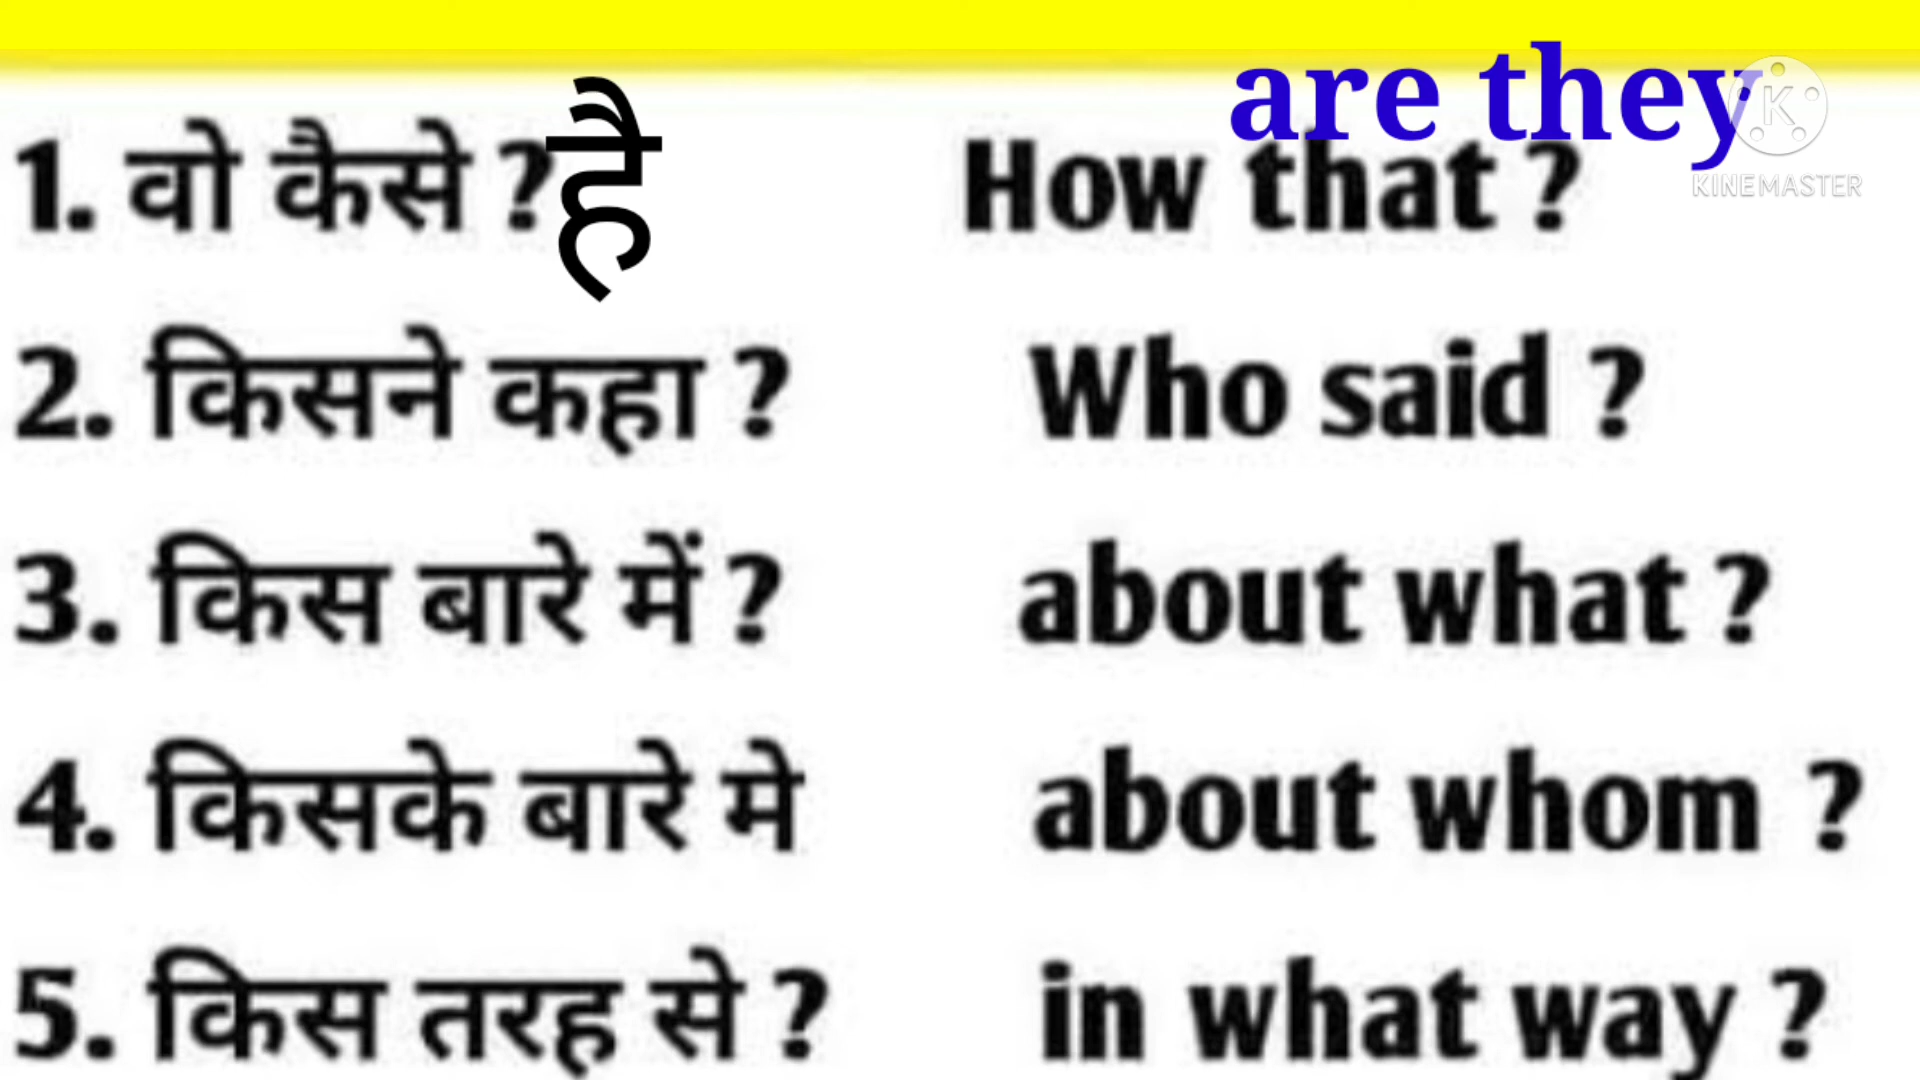 are they
1. वो कैसे ? है How that ?
KINEMASTER
2. किसने कहा ? Who said ?
3. किस बारे में ? about what ?
4. किसके बारे मे about whom ?
5. किस तरह से ? in what way ?